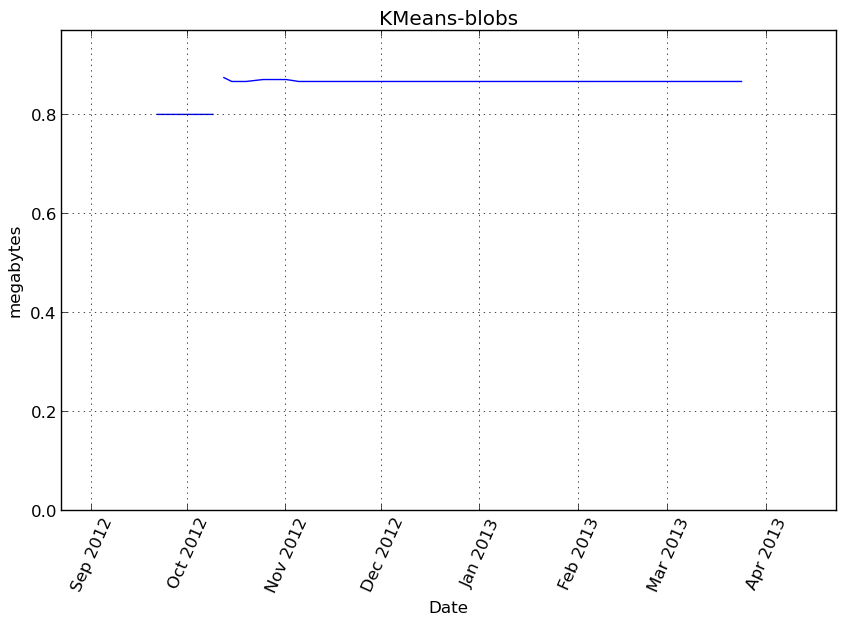 KMeans-blobs
megabytes
0.8
0.6
0.4
0.2
0.0
Sep 2012
Oct 2012
Nov 2012
Dec 2012
Jan 2013
Feb 2013
Mar 2013
Apr 2013
Date